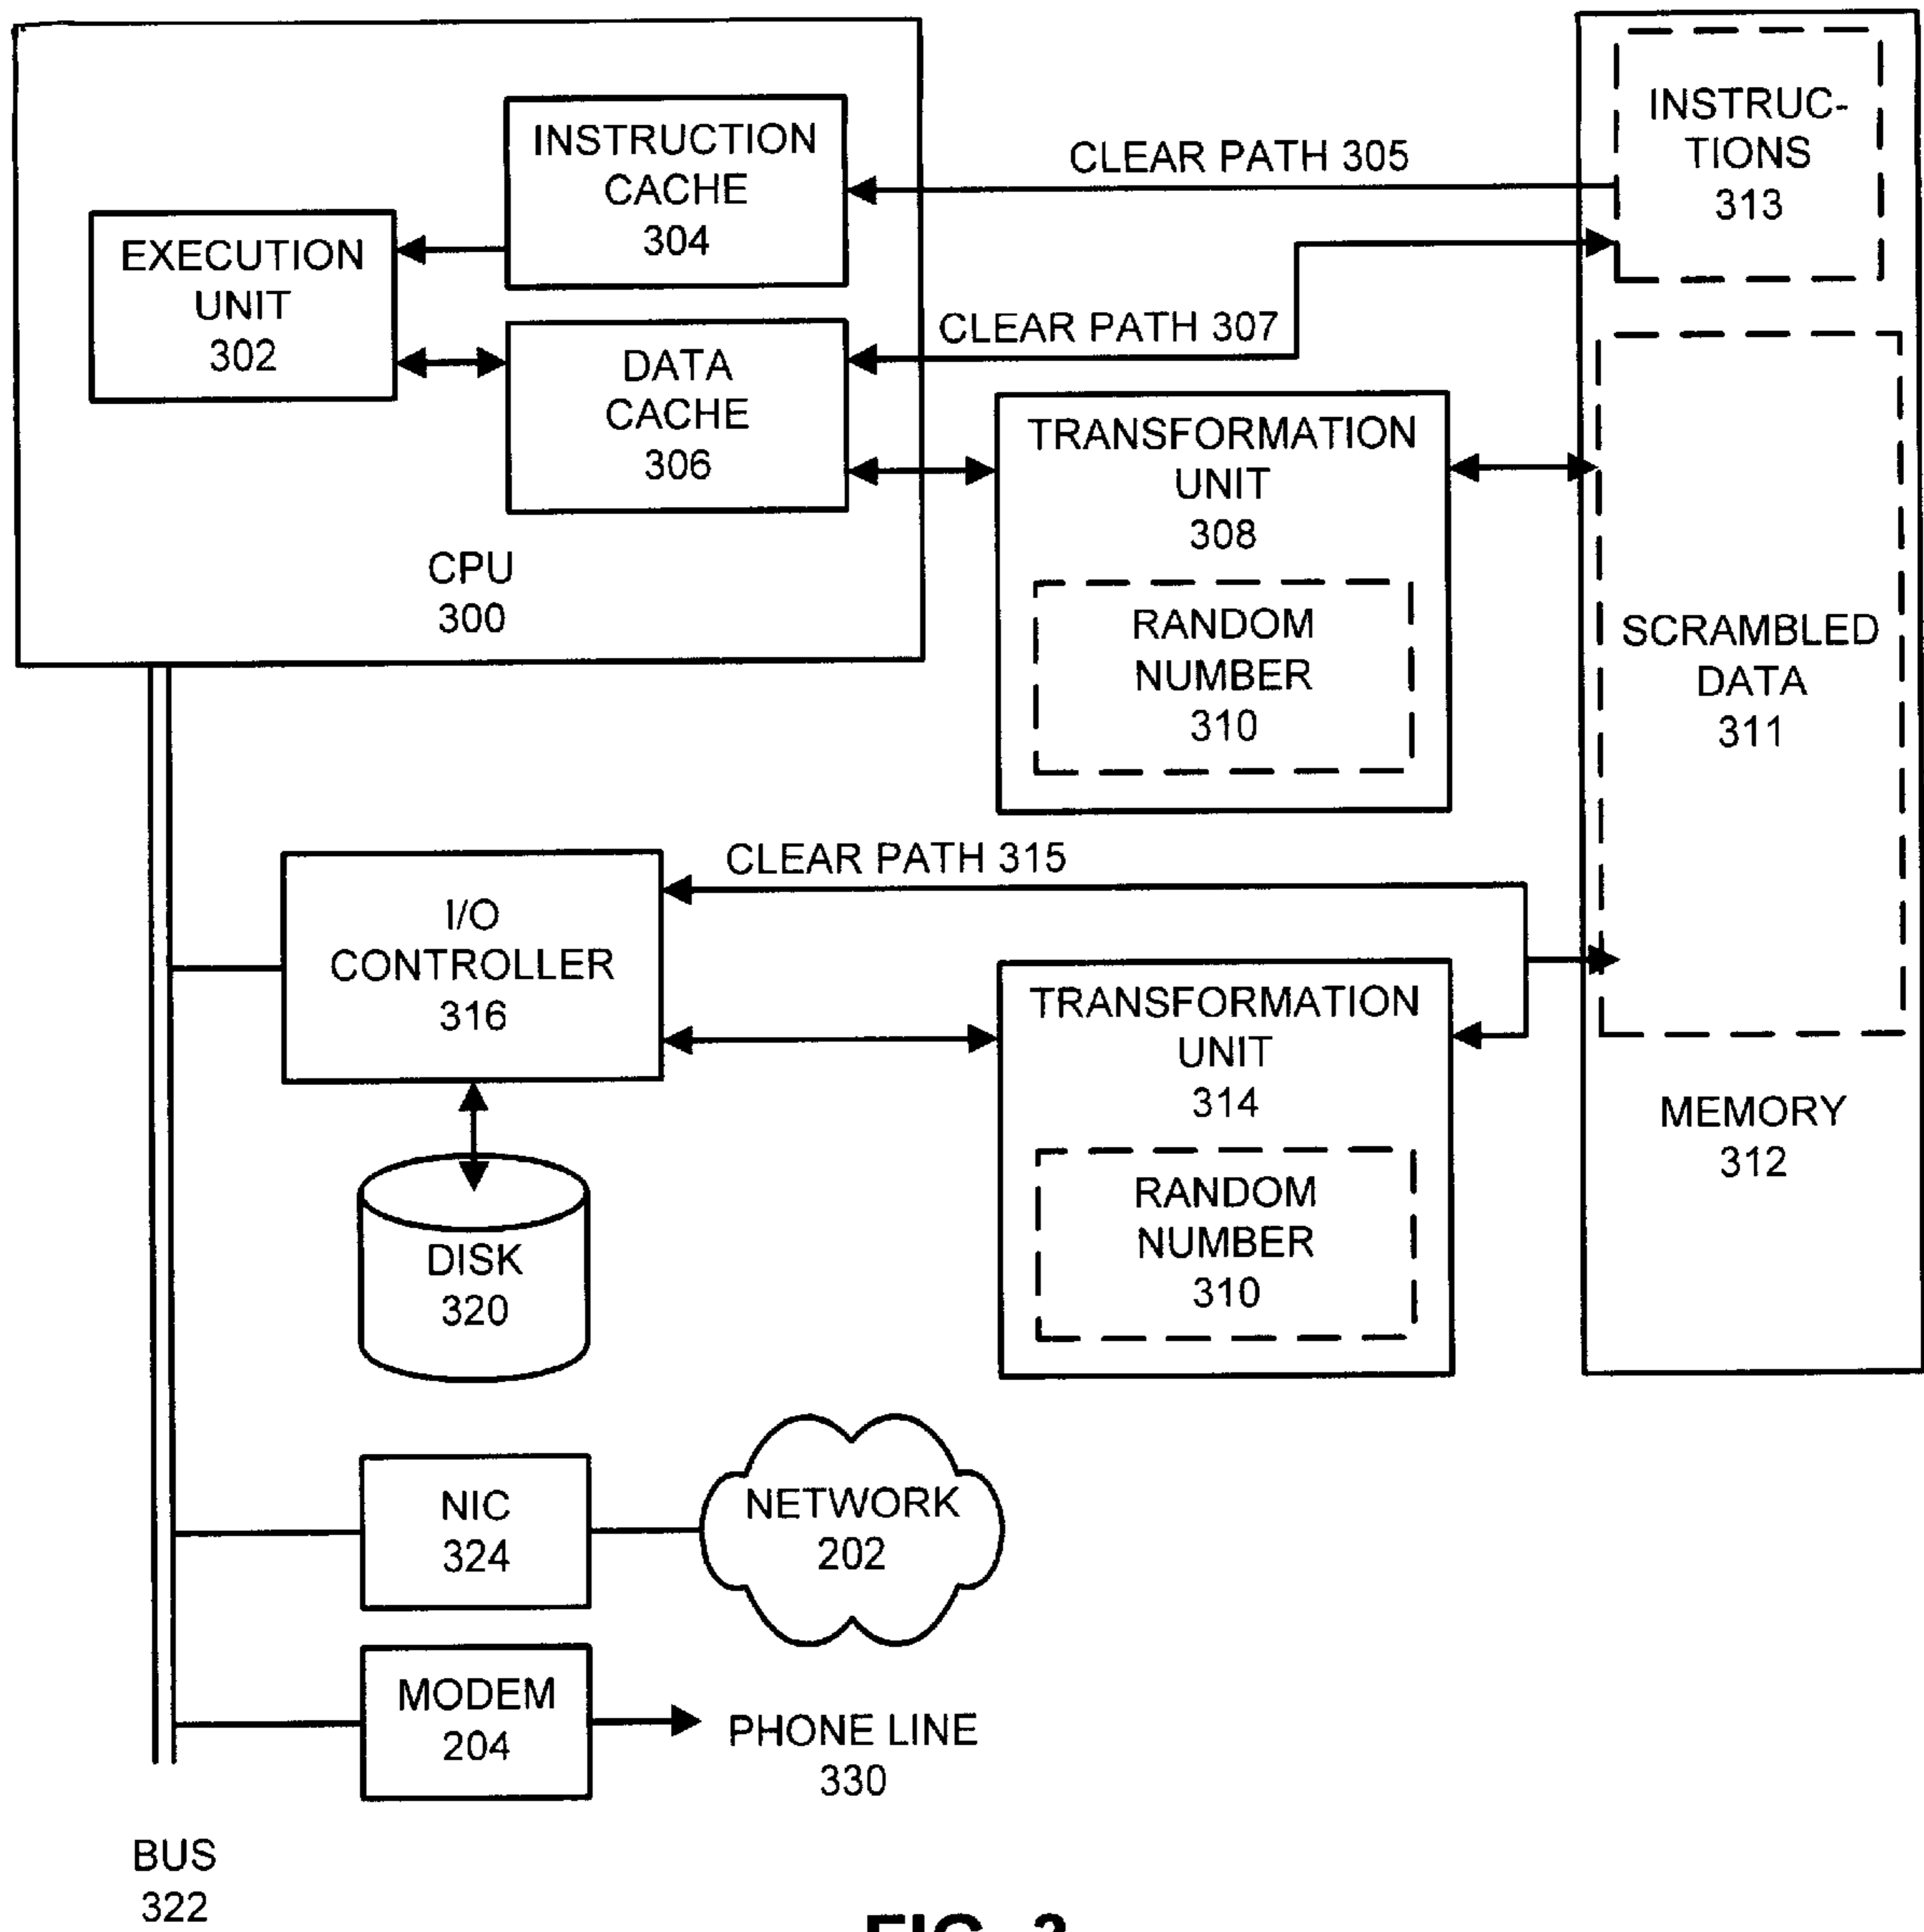 INSTRUCTION
CACHE
304
EXECUTION
UNIT
302
DATA
CACHE
306
CPU
300
CLEAR PATH 305
CLEAR PATH 307
INSTRUC-
TIONS
313
TRANSFORMATION
UNIT
308
RANDOM
NUMBER
310
SCRAMBLED
DATA
311
CLEAR PATH 315
I/O
CONTROLLER
316
TRANSFORMATION
UNIT
314
RANDOM
NUMBER
310
MEMORY
312
DISK
320
NIC
324
NETWORK
202
MODEM
204
PHONE LINE
330
BUS
322